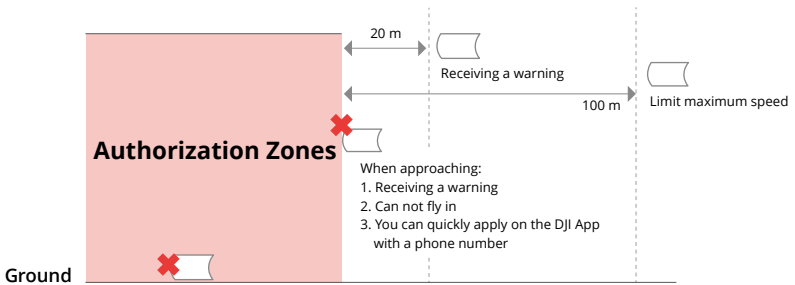 20 m
Receiving a warning
100 m
Limit maximum speed
Authorization Zones
When approaching:
1. Receiving a warning
2. Can not fly in
3. You can quickly apply on the DJI App
with a phone number
Ground